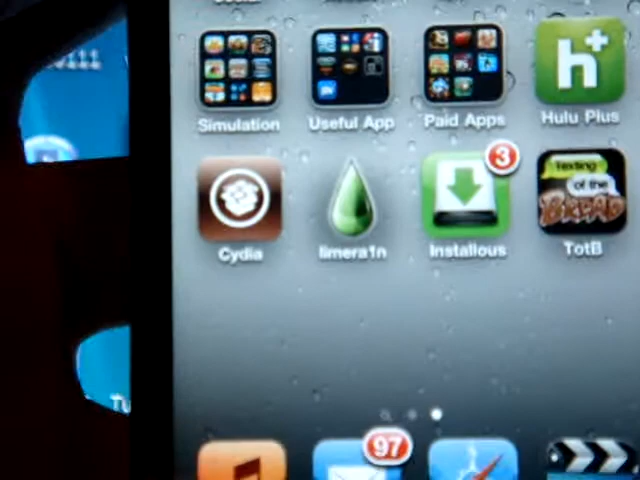 Simulation
Useful App
Paid Apps
h+
Hulu Plus
3
Texting
of the
BREAD
Cydia
limera1n
Installous
TotB
97